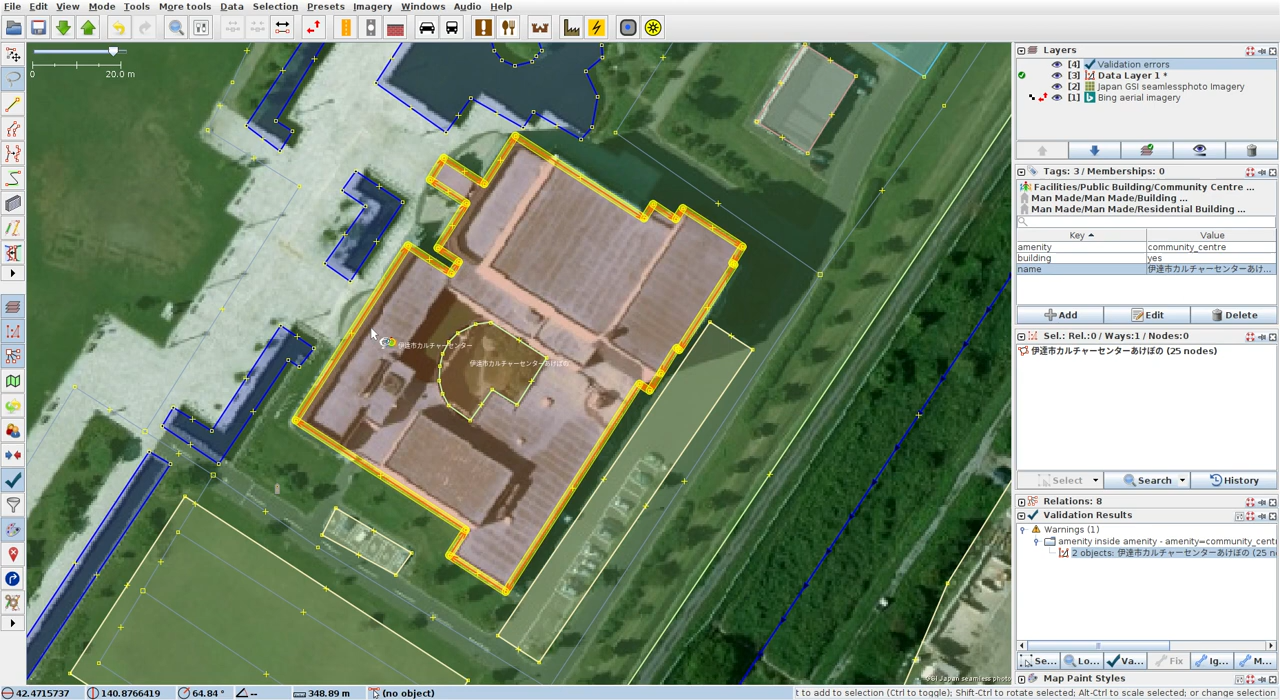 File Edit View Mode Tools More tools Data Selection Presets Imagery Windows Audio Help
0 20.0 m
伊達市カルチャーセンター
伊達市カルチャーセンターあけぼの
GSI Japan seamless photo
Layers
[4] Validation errors
[3] Data Layer 1 *
[2] Japan GSI seamlessphoto Imagery
[1] Bing aerial imagery
Tags: 3 / Memberships: 0
Facilities/Public Building/Community Centre ...
Man Made/Man Made/Building ...
Man Made/Man Made/Residential Building ...
Key Value
amenity community_centre
building yes
name 伊達市カルチャーセンターあけ...
Add Edit Delete
Sel.: Rel.:0 / Ways:1 / Nodes:0
伊達市カルチャーセンターあけぼの (25 nodes)
Select Search History
Relations: 8
Validation Results
Warnings (1)
amenity inside amenity - amenity=community_cent
2 objects: 伊達市カルチャーセンターあけぼの (25 n
Se... Lo... Va... Fix Ig... M...
Map Paint Styles
42.4715737 140.8766419 64.84 ° -- 348.89 m (no object) t to add to selection (Ctrl to toggle); Shift-Ctrl to rotate selected; Alt-Ctrl to scale selected; or change selection